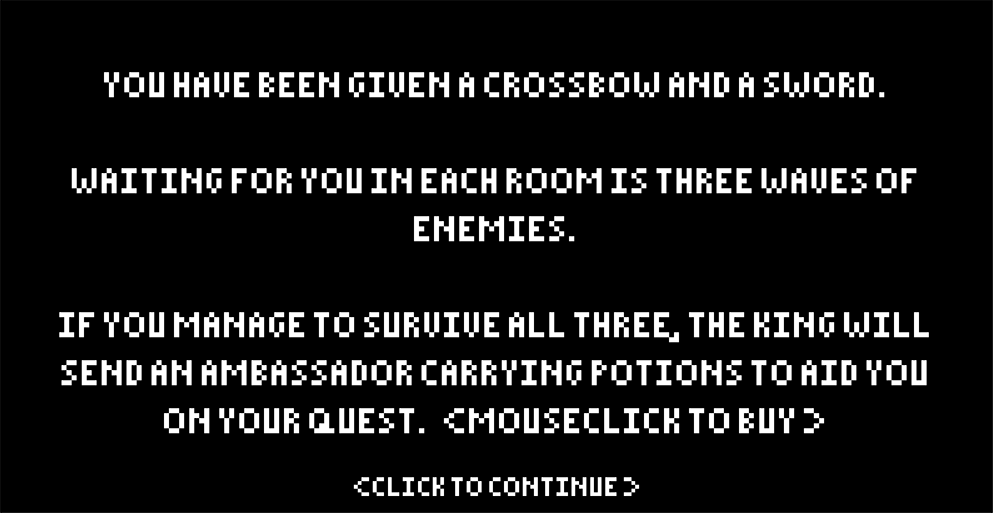 YOU HAVE BEEN GIVEN A CROSSBOW AND A SWORD.
WAITING FOR YOU IN EACH ROOM IS THREE WAVES OF
ENEMIES.
IF YOU MANAGE TO SURVIVE ALL THREE, THE KING WILL
SEND AN AMBASSADOR CARRYING POTIONS TO AID YOU
ON YOUR QUEST. <MOUSECLICK TO BUY >
<CLICK TO CONTINUE >